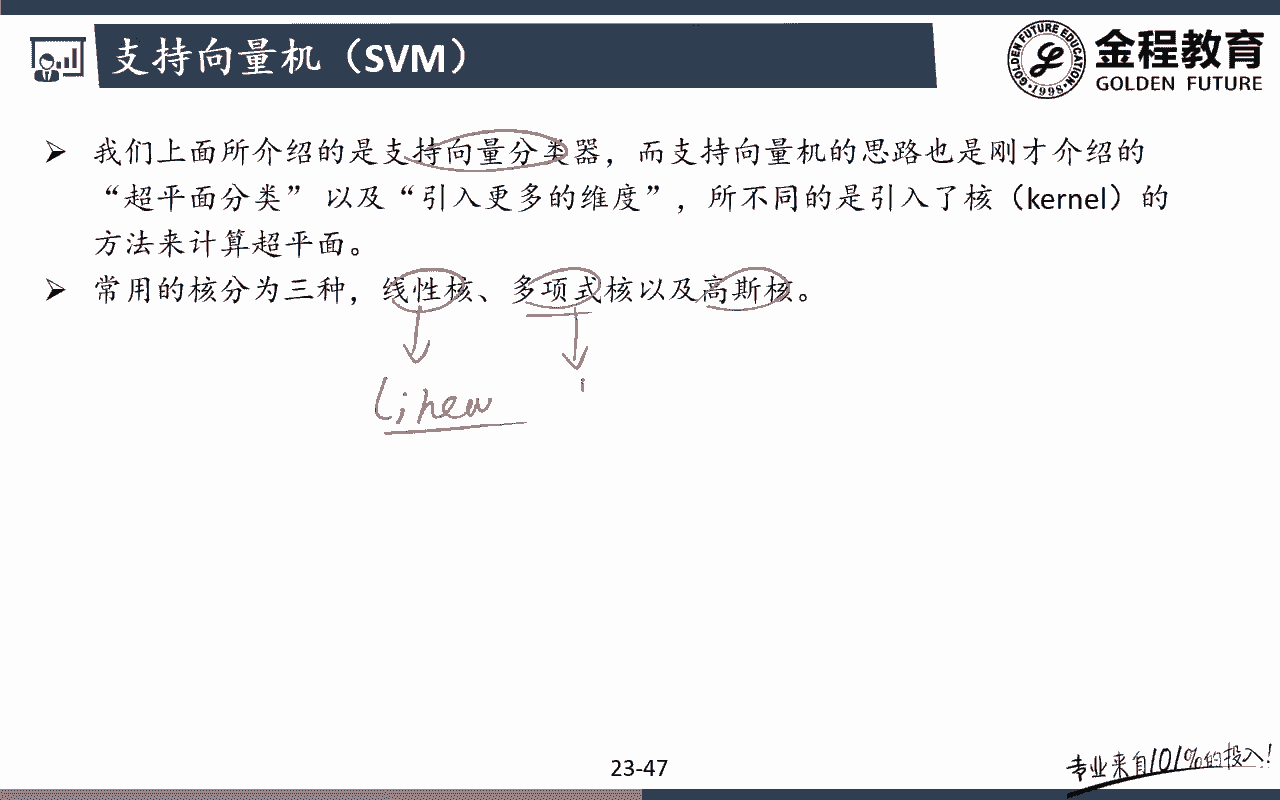 支持向量机（SVM）
GOLDEN FUTURE EDUCATION
·1998·
金程教育
GOLDEN FUTURE
➢ 我们上面所介绍的是支持向量分类器，而支持向量机的思路也是刚才介绍的
“超平面分类” 以及“引入更多的维度”，所不同的是引入了核（kernel）的
方法来计算超平面。
➢ 常用的核分为三种，线性核、多项式核以及高斯核。
Linear
23-47
专业来自101%的投入!